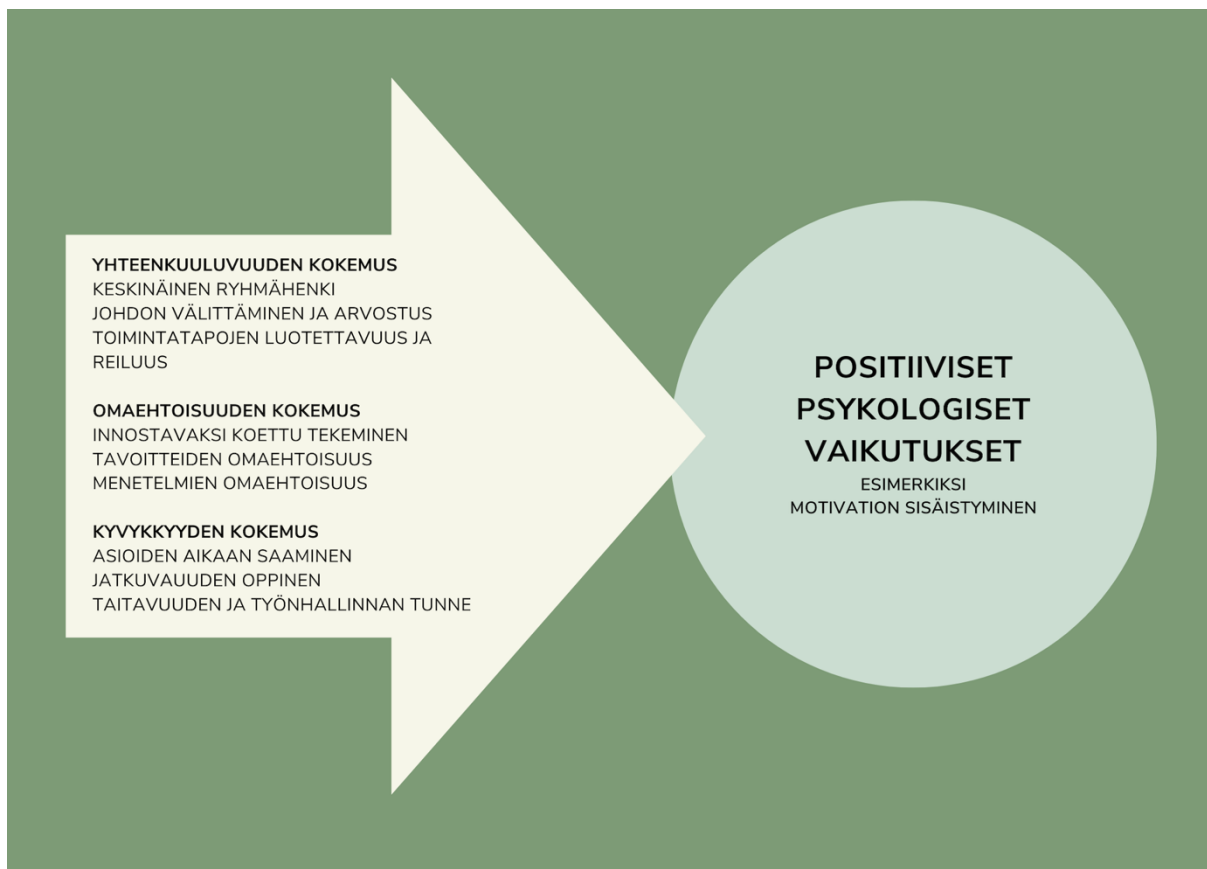 YHTEENKUULUVUUDEN KOKEMUS
KESKINÄINEN RYHMÄHENKI
JOHDON VÄLITTÄMINEN JA ARVOSTUS
TOIMINTATAPOJEN LUOTETTAVUUS JA
REILUUS
OMAEHTOISUUDEN KOKEMUS
INNOSTAVAKSI KOETTU TEKEMINEN
TAVOITTEIDEN OMAEHTOISUUS
MENETELMIEN OMAEHTOISUUS
KYVYKKYYDEN KOKEMUS
ASIOIDEN AIKAAN SAAMINEN
JATKUVAUUDEN OPPINEN
TAITAVUUDEN JA TYÖNHALLINNAN TUNNE
POSITIIVISET
PSYKOLOGISET
VAIKUTUKSET
ESIMERKIKSI
MOTIVATION SISÄISTYMINEN